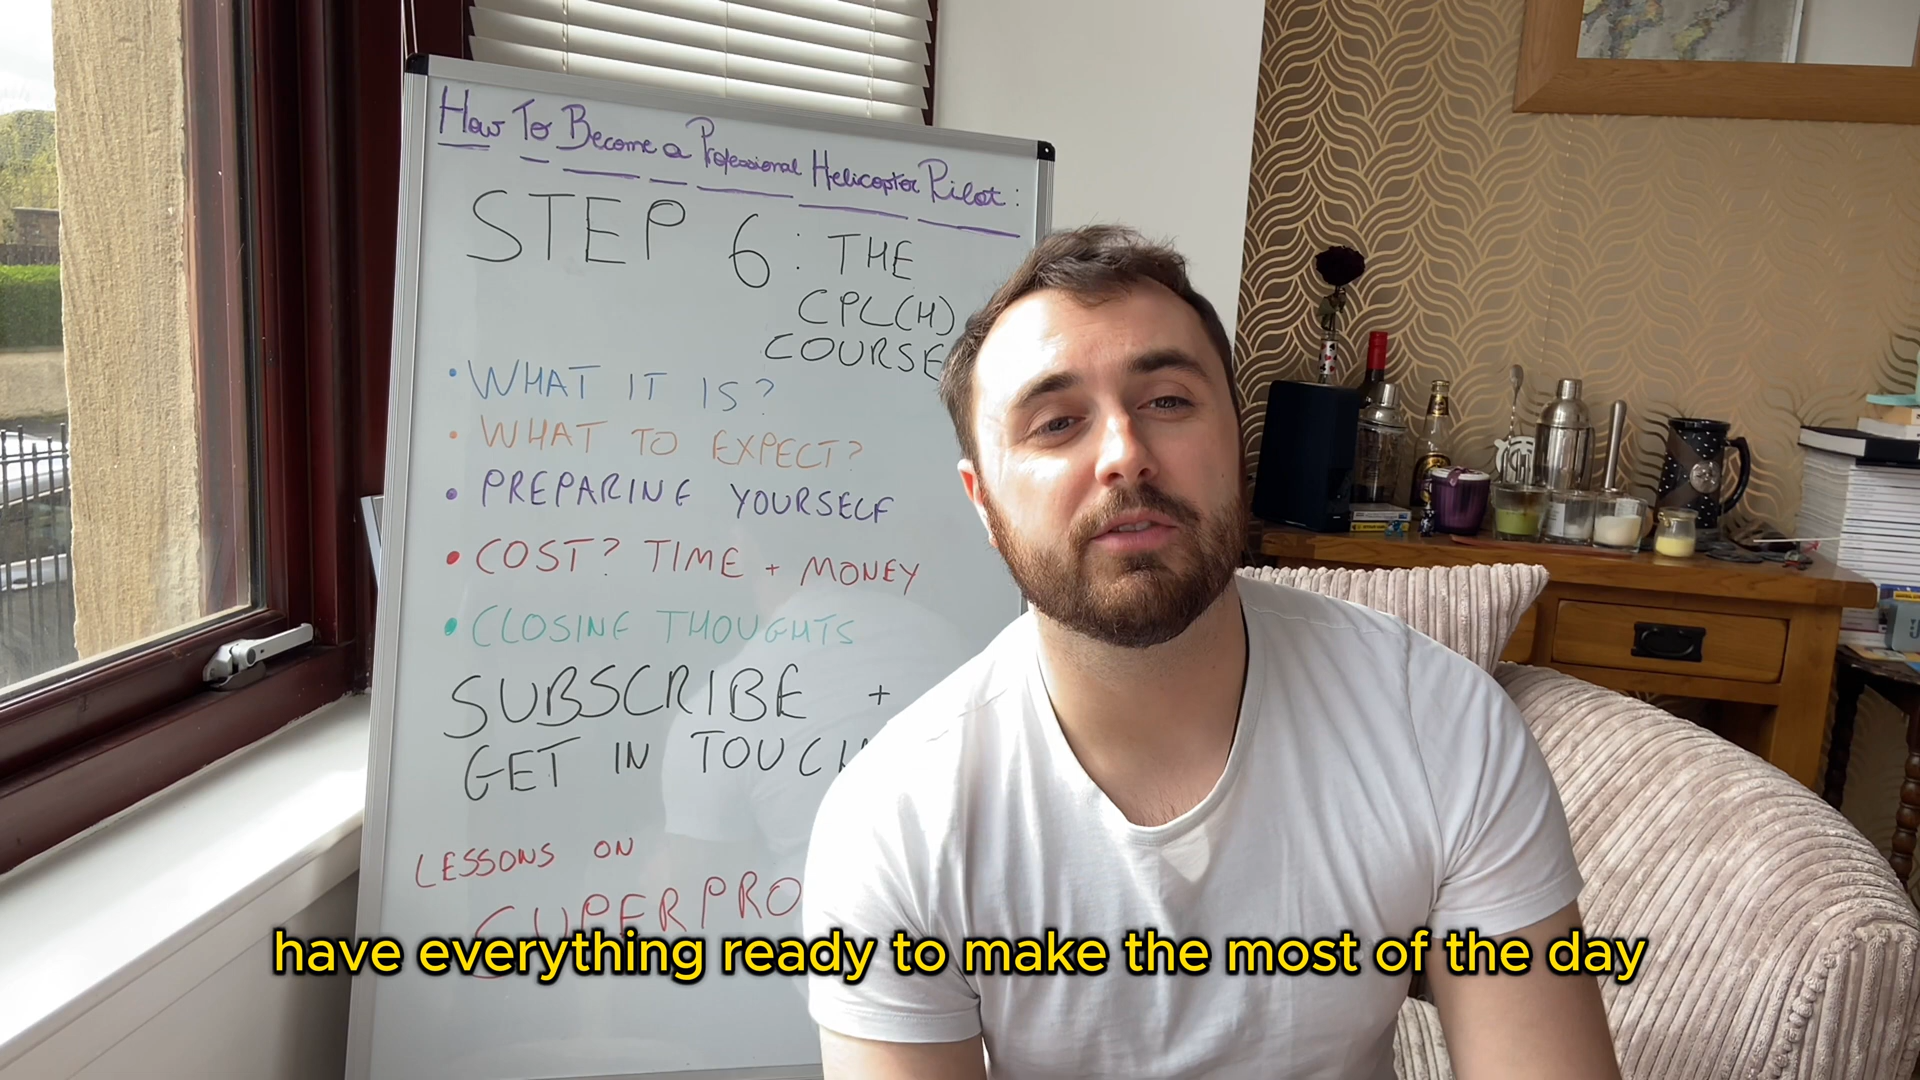 How To Become a Professional Helicopter Pilot:
STEP 6: THE
CPL(H)
COURSE
• WHAT IT IS?
• WHAT TO EXPECT?
• PREPARING YOURSELF
• COST? TIME + MONEY
• CLOSING THOUGHTS
SUBSCRIBE +
GET IN TOUCH
LESSONS ON
SUPERPRO
have everything ready to make the most of the day